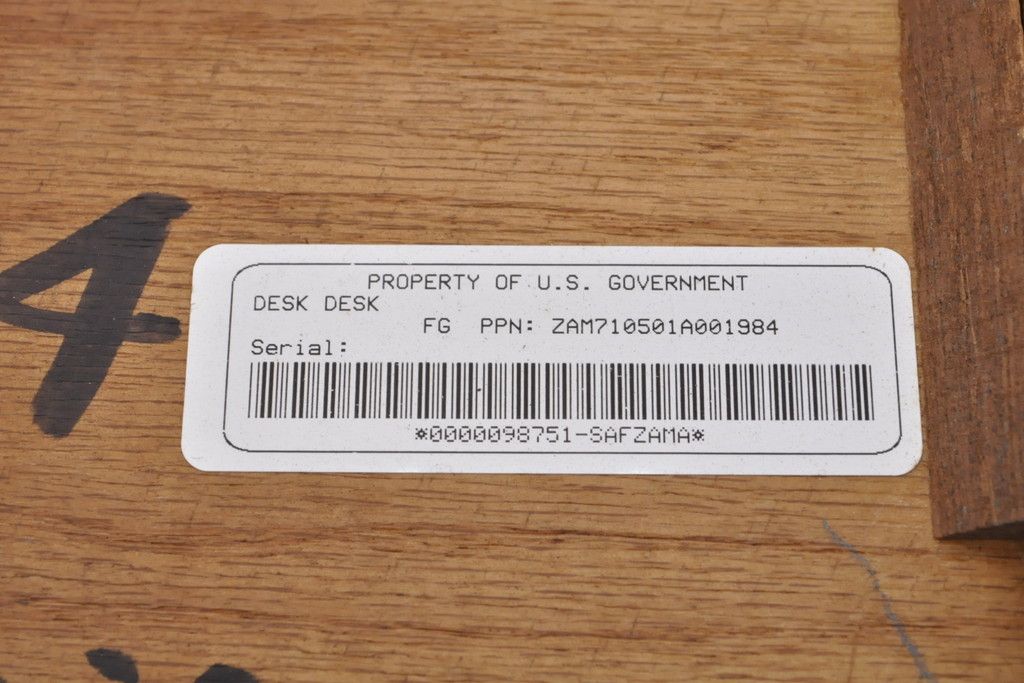 4
PROPERTY OF U.S. GOVERNMENT
DESK DESK
FG PPN: ZAM710501A001984
Serial:
*0000098751-SAFZAMA*